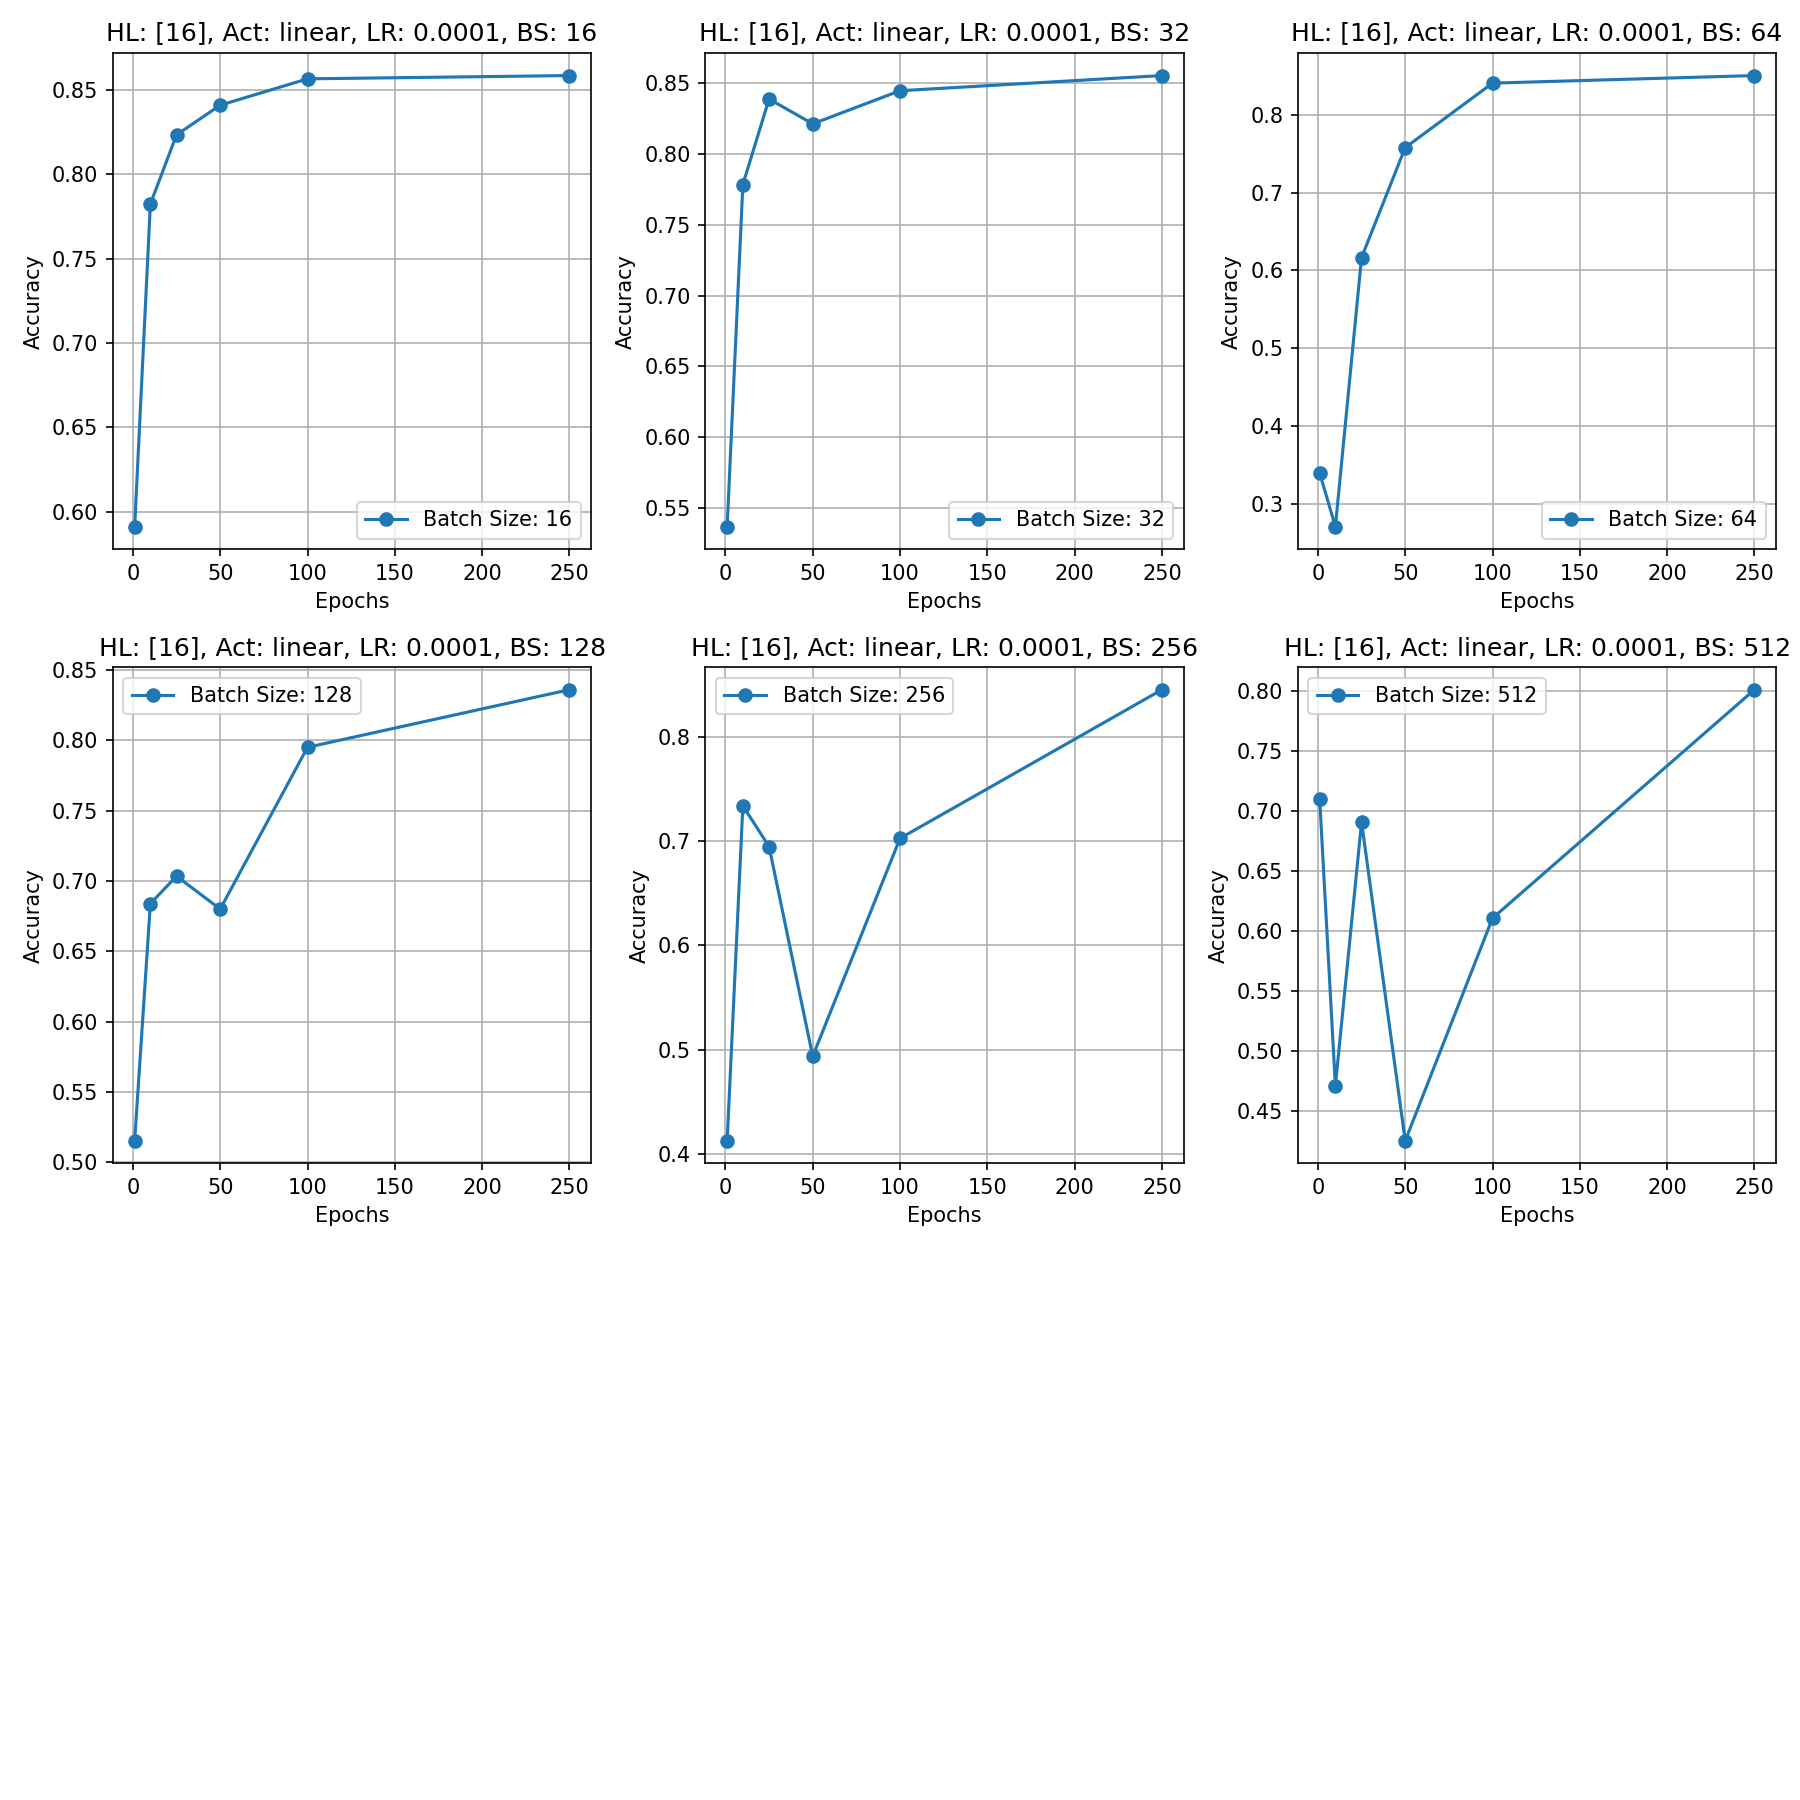 HL: [16], Act: linear, LR: 0.0001, BS: 16
Accuracy
0.85
0.80
0.75
0.70
0.65
0.60
Batch Size: 16
0 50 100 150 200 250
Epochs
HL: [16], Act: linear, LR: 0.0001, BS: 32
Accuracy
0.85
0.80
0.75
0.70
0.65
0.60
0.55
Batch Size: 32
0 50 100 150 200 250
Epochs
HL: [16], Act: linear, LR: 0.0001, BS: 64
Accuracy
0.8
0.7
0.6
0.5
0.4
0.3
Batch Size: 64
0 50 100 150 200 250
Epochs
HL: [16], Act: linear, LR: 0.0001, BS: 128
Accuracy
0.85
0.80
0.75
0.70
0.65
0.60
0.55
0.50
Batch Size: 128
0 50 100 150 200 250
Epochs
HL: [16], Act: linear, LR: 0.0001, BS: 256
Accuracy
0.8
0.7
0.6
0.5
0.4
Batch Size: 256
0 50 100 150 200 250
Epochs
HL: [16], Act: linear, LR: 0.0001, BS: 512
Accuracy
0.80
0.75
0.70
0.65
0.60
0.55
0.50
0.45
Batch Size: 512
0 50 100 150 200 250
Epochs